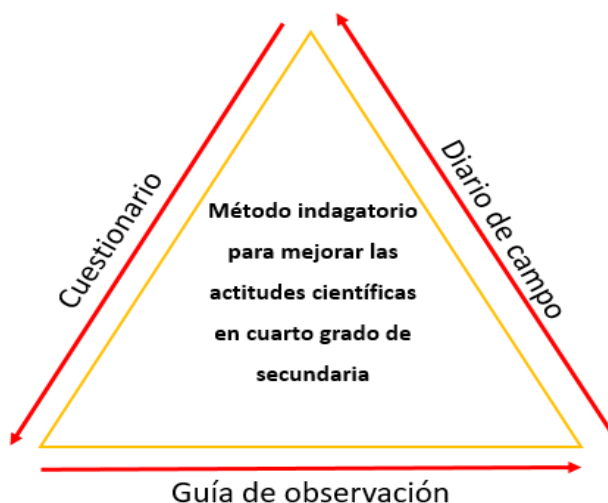 Cuestionario
Diario de campo
Método indagatorio
para mejorar las
actitudes científicas
en cuarto grado de
secundaria
Guía de observación